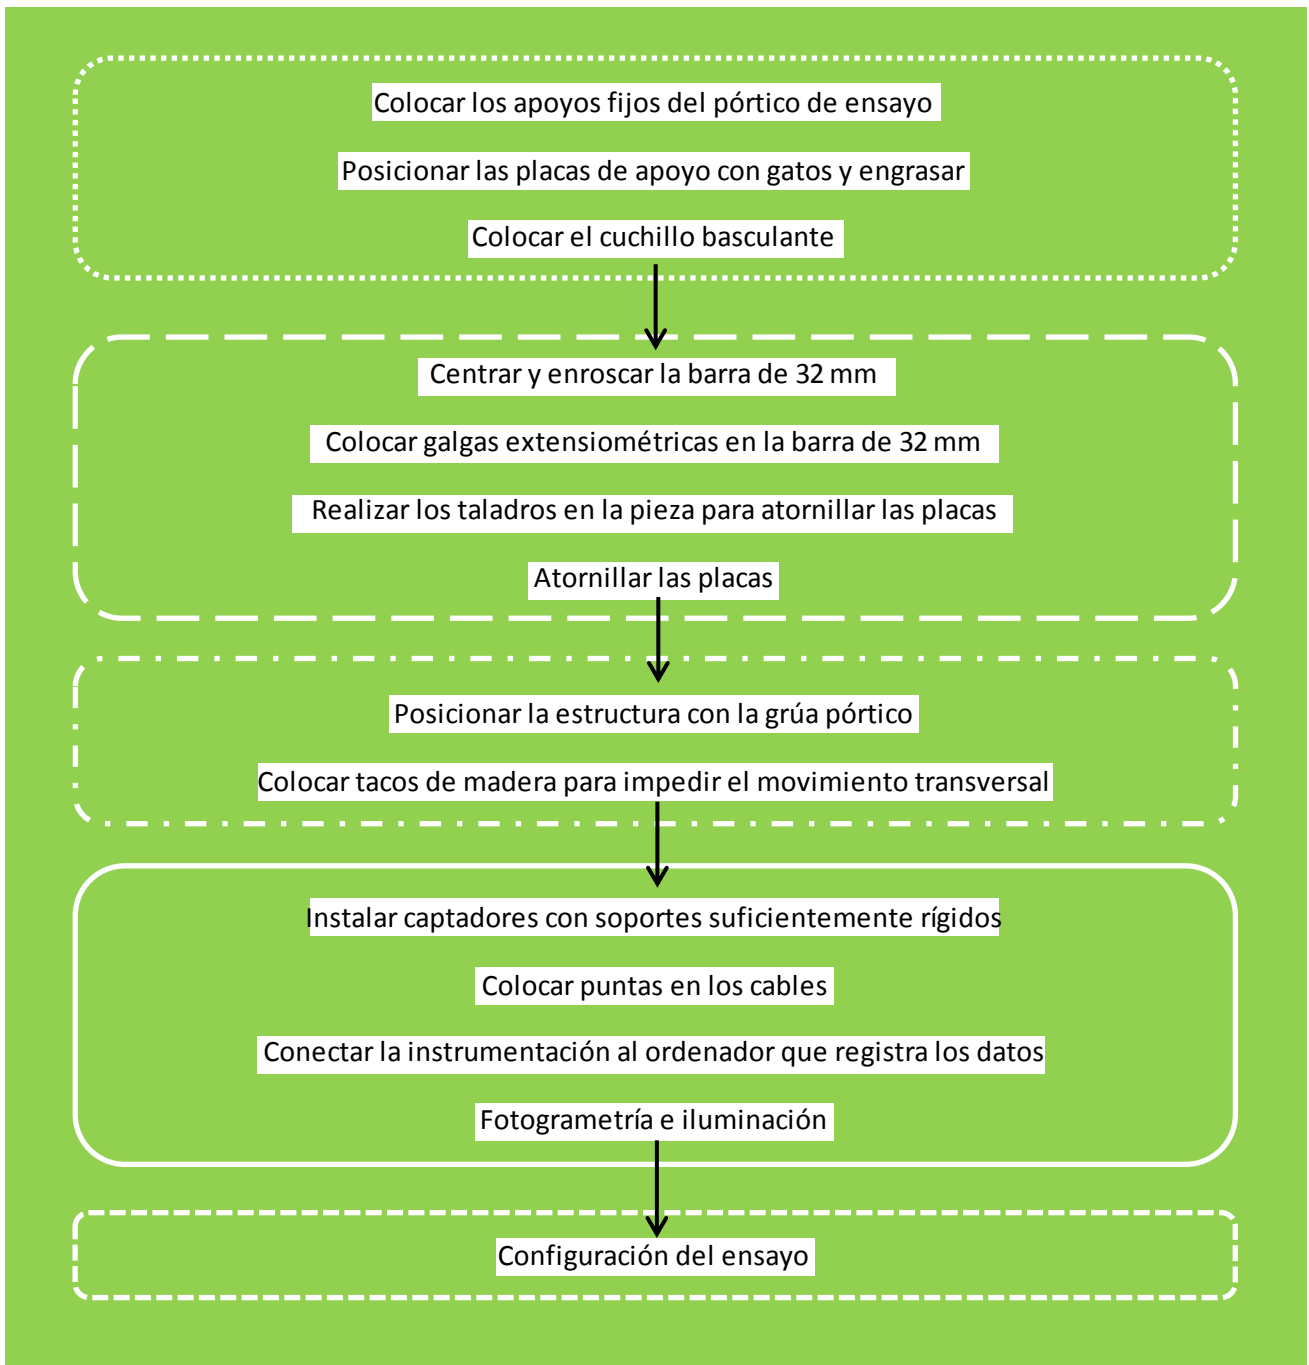 Colocar los apoyos fijos del pórtico de ensayo
Posicionar las placas de apoyo con gatos y engrasar
Colocar el cuchillo basculante
Centrar y enroscar la barra de 32 mm
Colocar galgas extensiométricas en la barra de 32 mm
Realizar los taladros en la pieza para atornillar las placas
Atornillar las placas
Posicionar la estructura con la grúa pórtico
Colocar tacos de madera para impedir el movimiento transversal
Instalar captadores con soportes suficientemente rígidos
Colocar puntas en los cables
Conectar la instrumentación al ordenador que registra los datos
Fotogrametría e iluminación
Configuración del ensayo